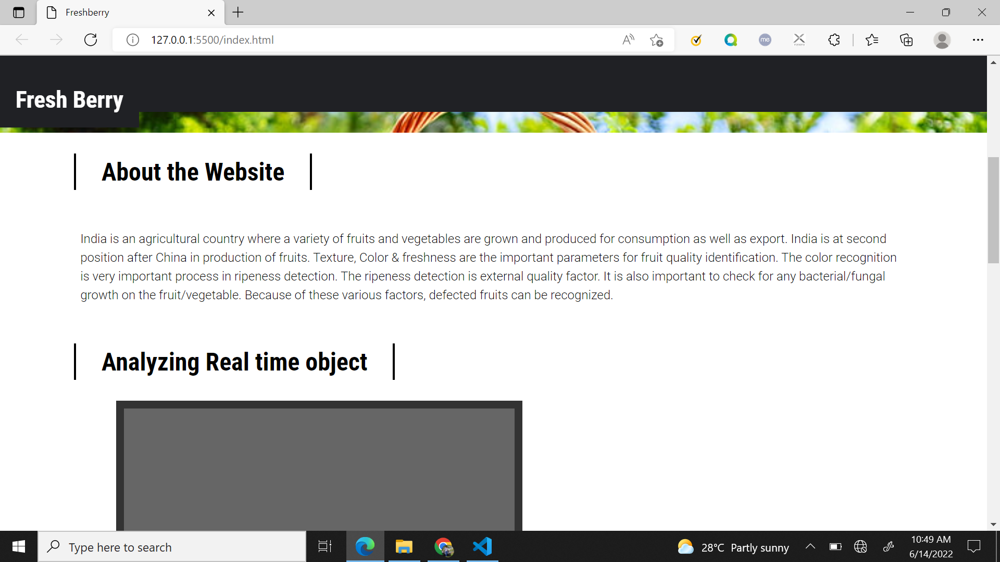 Freshberry
127.0.0.1:5500/index.html
me
Fresh Berry
About the Website
India is an agricultural country where a variety of fruits and vegetables are grown and produced for consumption as well as export. India is at second
position after China in production of fruits. Texture, Color & freshness are the important parameters for fruit quality identification. The color recognition
is very important process in ripeness detection. The ripeness detection is external quality factor. It is also important to check for any bacterial/fungal
growth on the fruit/vegetable. Because of these various factors, defected fruits can be recognized.
Analyzing Real time object
Type here to search
28°C Partly sunny
10:49 AM
6/14/2022